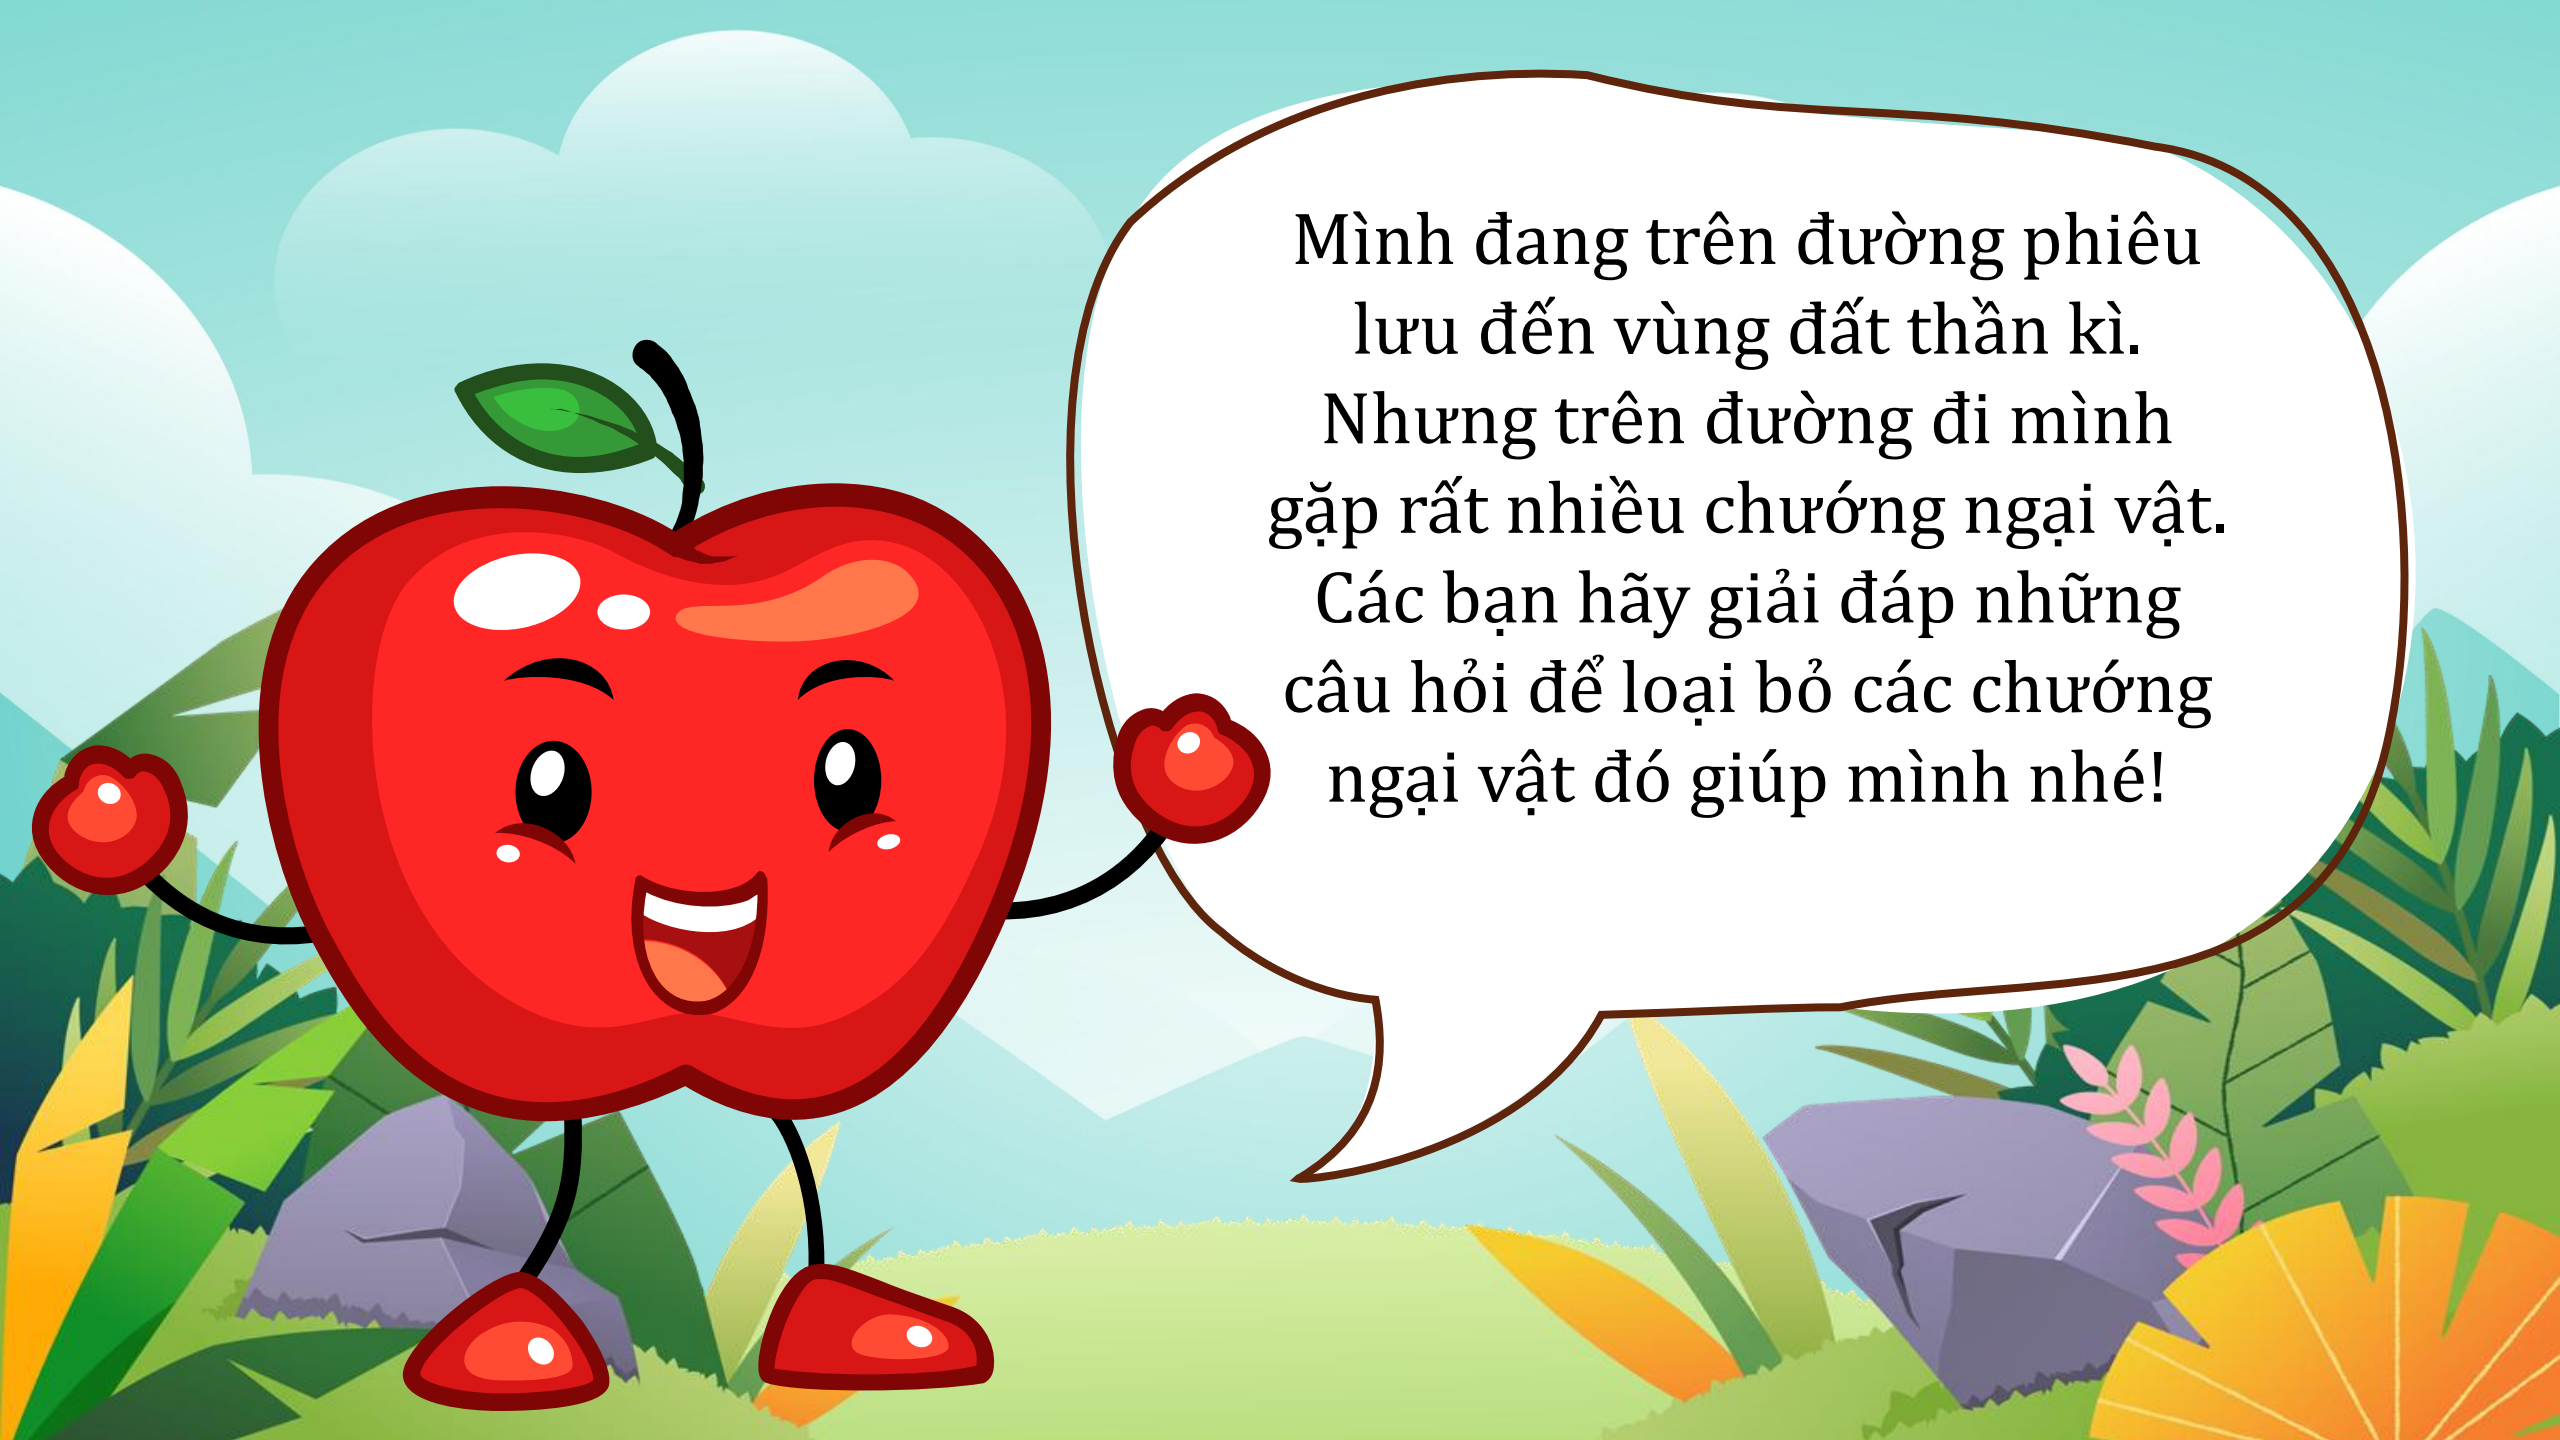 Mình đang trên đường phiêu
lưu đến vùng đất thần kì.
Nhưng trên đường đi mình
gặp rất nhiều chướng ngại vật.
Các bạn hãy giải đáp những
câu hỏi để loại bỏ các chướng
ngại vật đó giúp mình nhé!